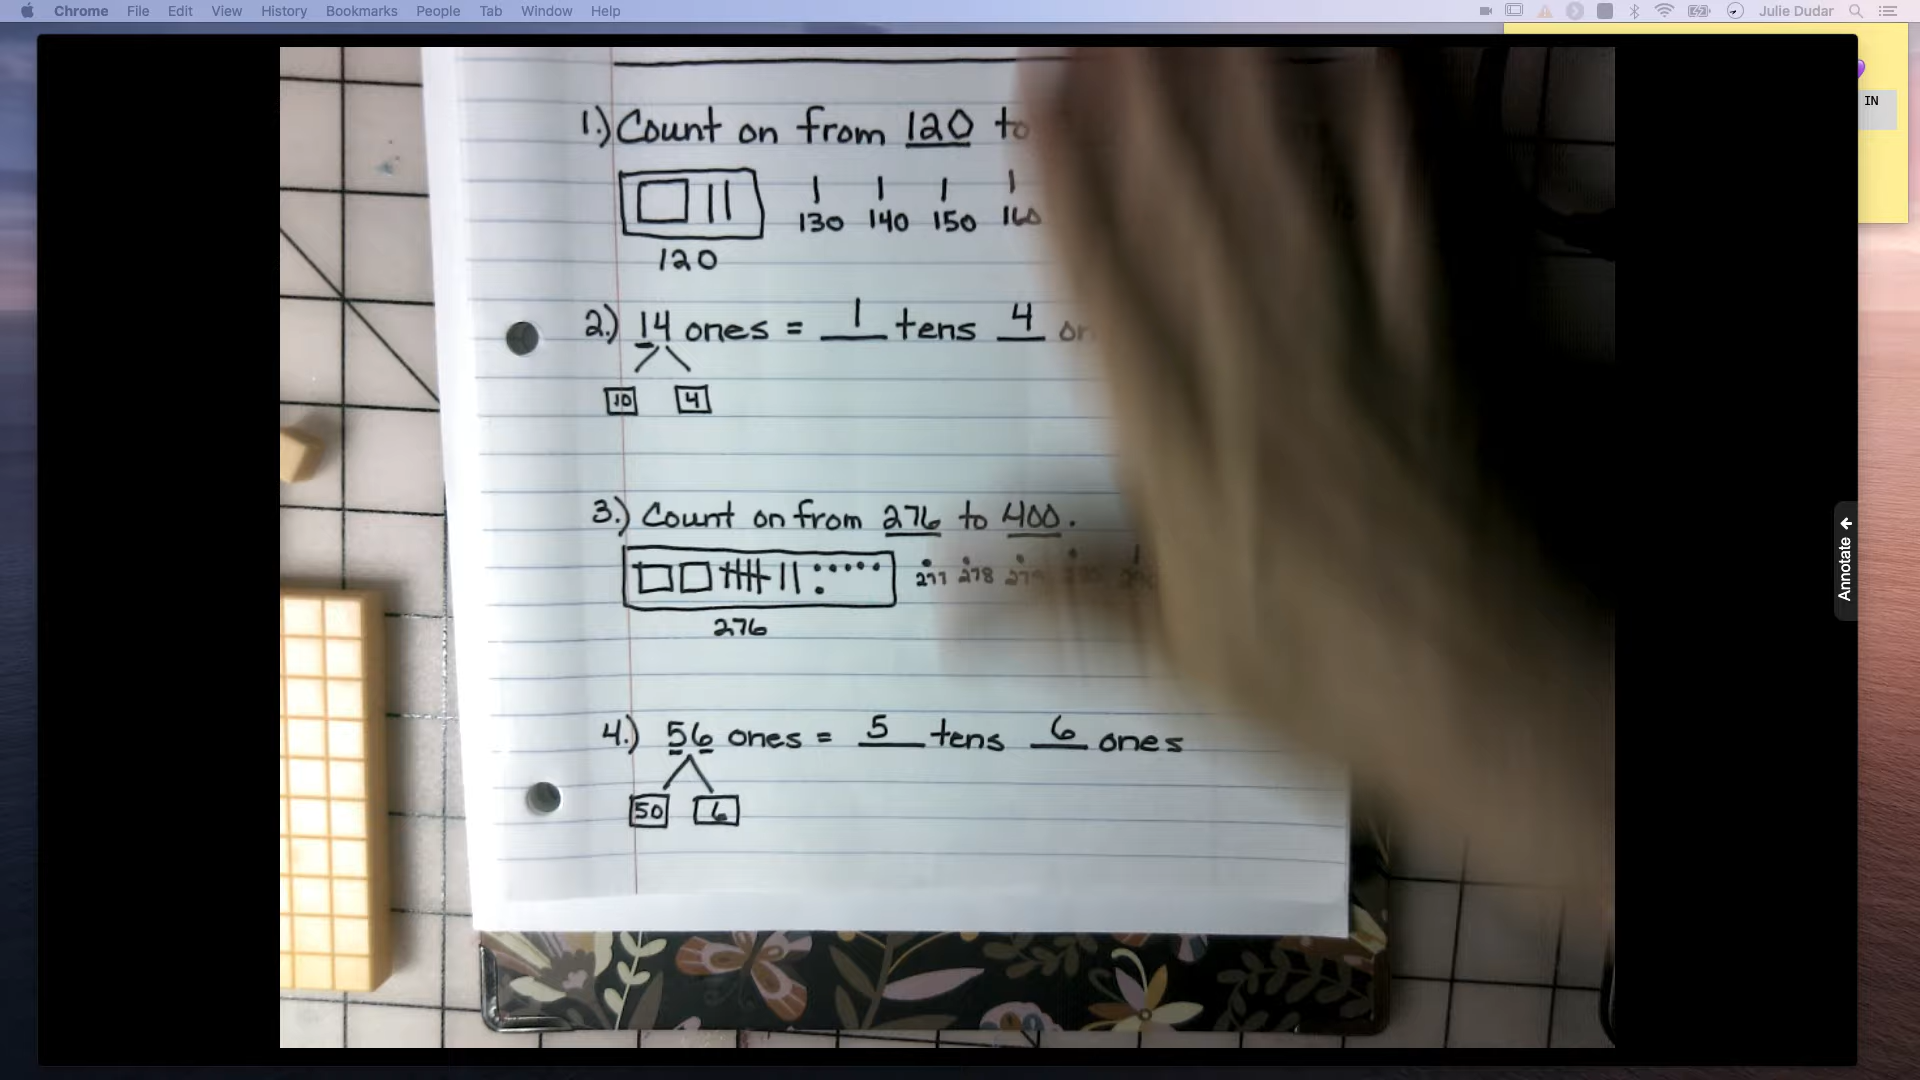 Chrome File Edit View History Bookmarks People Tab Window Help Julie Dudar
IN
1.) Count on from 120 to
130 140 150 160
120
2.) 14 ones = 1 tens 4
10 4
3.) Count on from 276 to 400.
277 278 279
276
4.) 56 ones = 5 tens 6 ones
50 6
Annotate